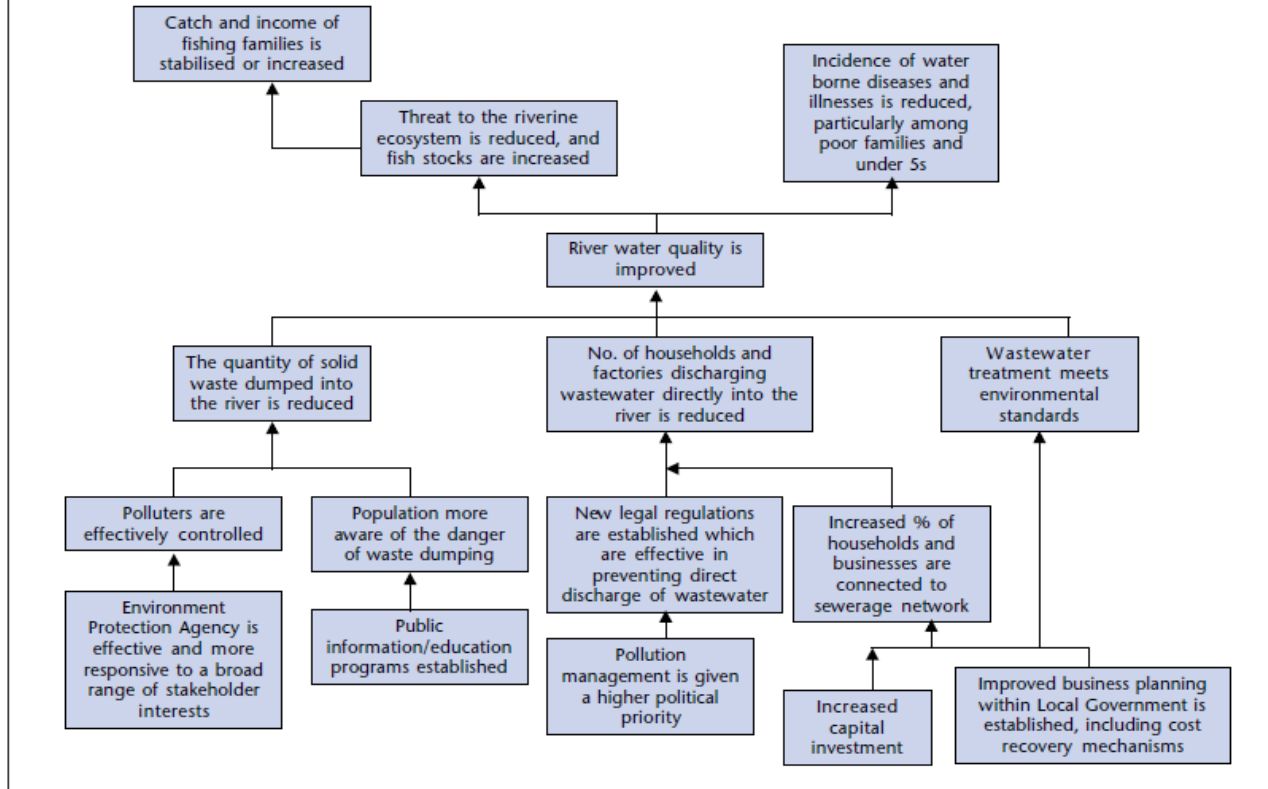 Catch and income of
fishing families is
stabilised or increased
Incidence of water
borne diseases and
illnesses is reduced,
particularly among
poor families and
under 5s
Threat to the riverine
ecosystem is reduced, and
fish stocks are increased
River water quality is
improved
The quantity of solid
waste dumped into
the river is reduced
No. of households and
factories discharging
wastewater directly into the
river is reduced
Wastewater
treatment meets
environmental
standards
Polluters are
effectively controlled
Population more
aware of the danger
of waste dumping
New legal regulations
are established which
are effective in
preventing direct
discharge of wastewater
Increased % of
households and
businesses are
connected to
sewerage network
Environment
Protection Agency is
effective and more
responsive to a broad
range of stakeholder
interests
Public
information/education
programs established
Pollution
management is given
a higher political
priority
Increased
capital
investment
Improved business planning
within Local Government is
established, including cost
recovery mechanisms